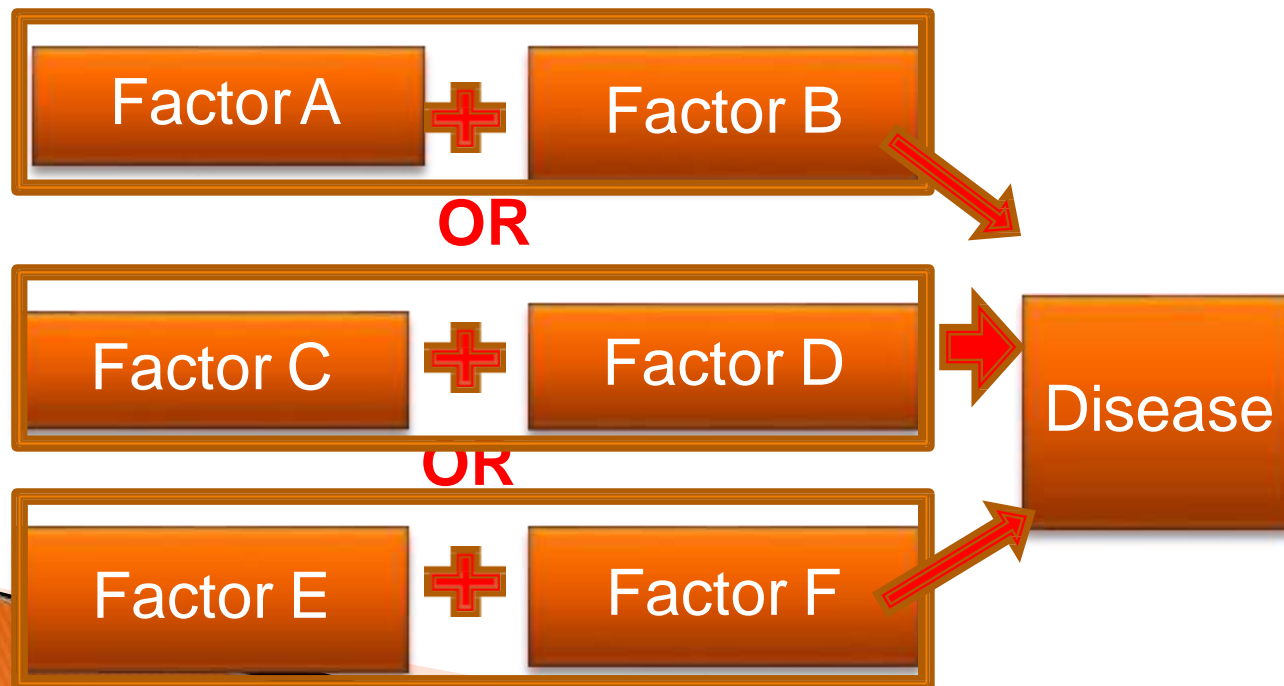 Factor A
Factor B
OR
Factor C
Factor D
Disease
OR
Factor E
Factor F